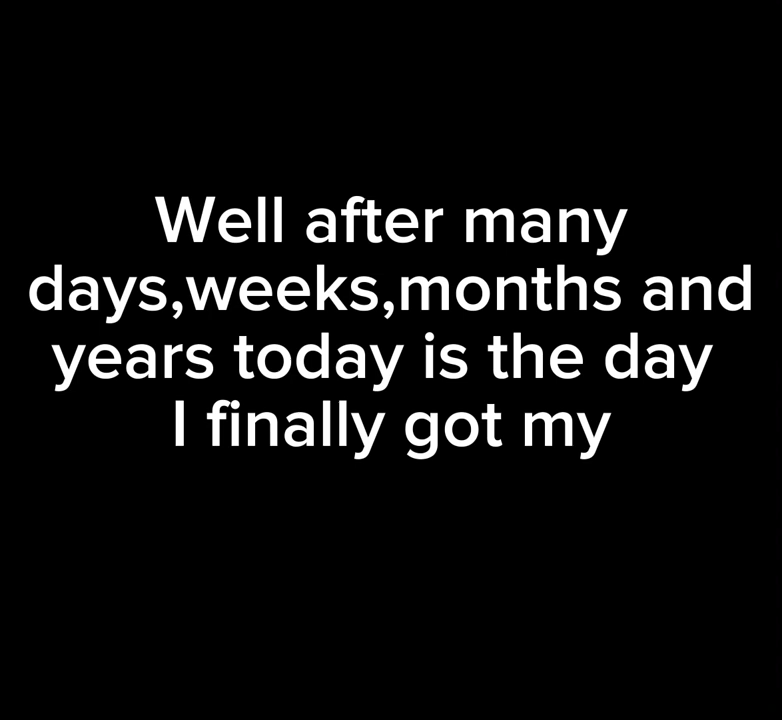 Well after many
days,weeks,months and
years today is the day
I finally got my